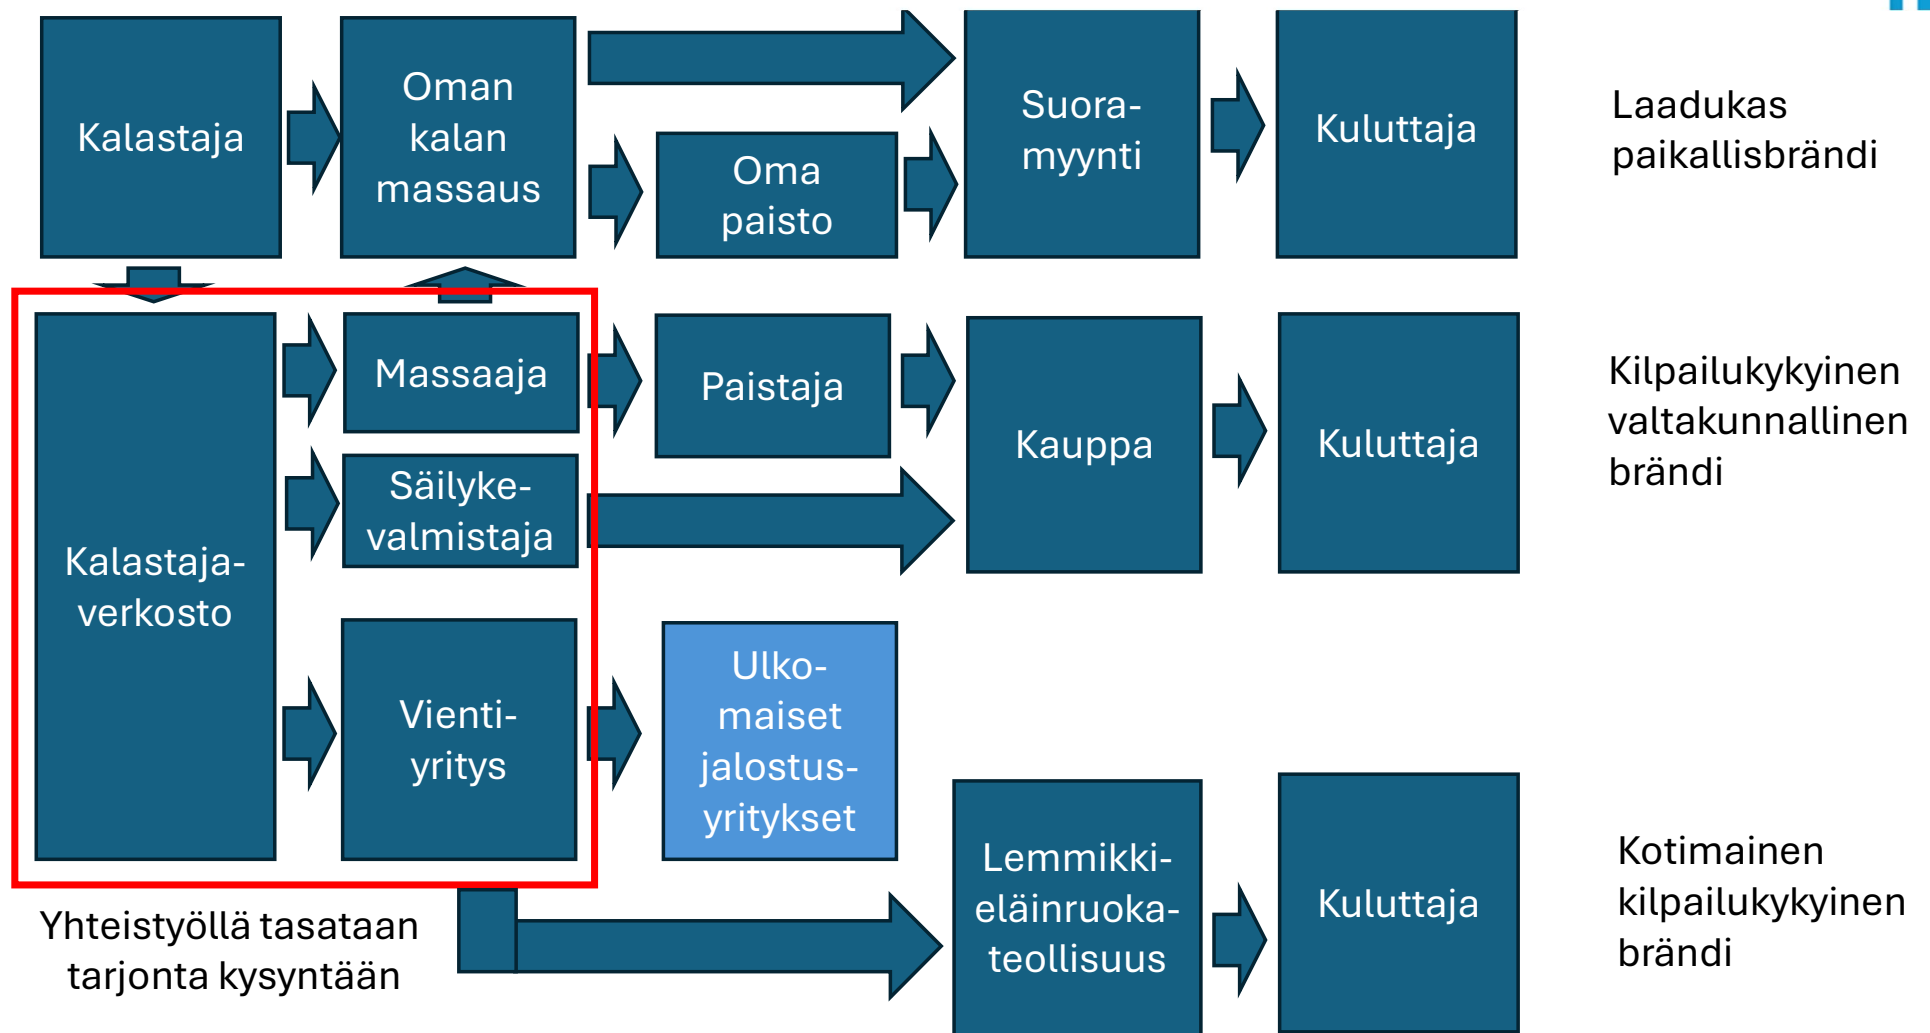 Kalastaja
Oman
kalan
massaus
Oma
paisto
Suora-
myynti
Kuluttaja
Laadukas
paikallisbrändi
Kalastaja-
verkosto
Massaaja
Säilyke-
valmistaja
Paistaja
Kauppa
Kuluttaja
Kilpailukykyinen
valtakunnallinen
brändi
Vienti-
yritys
Ulko-
maiset
jalostus-
yritykset
Lemmikki-
eläinruoka-
teollisuus
Kuluttaja
Kotimainen
kilpailukykyinen
brändi
Yhteistyöllä tasataan
tarjonta kysyntään